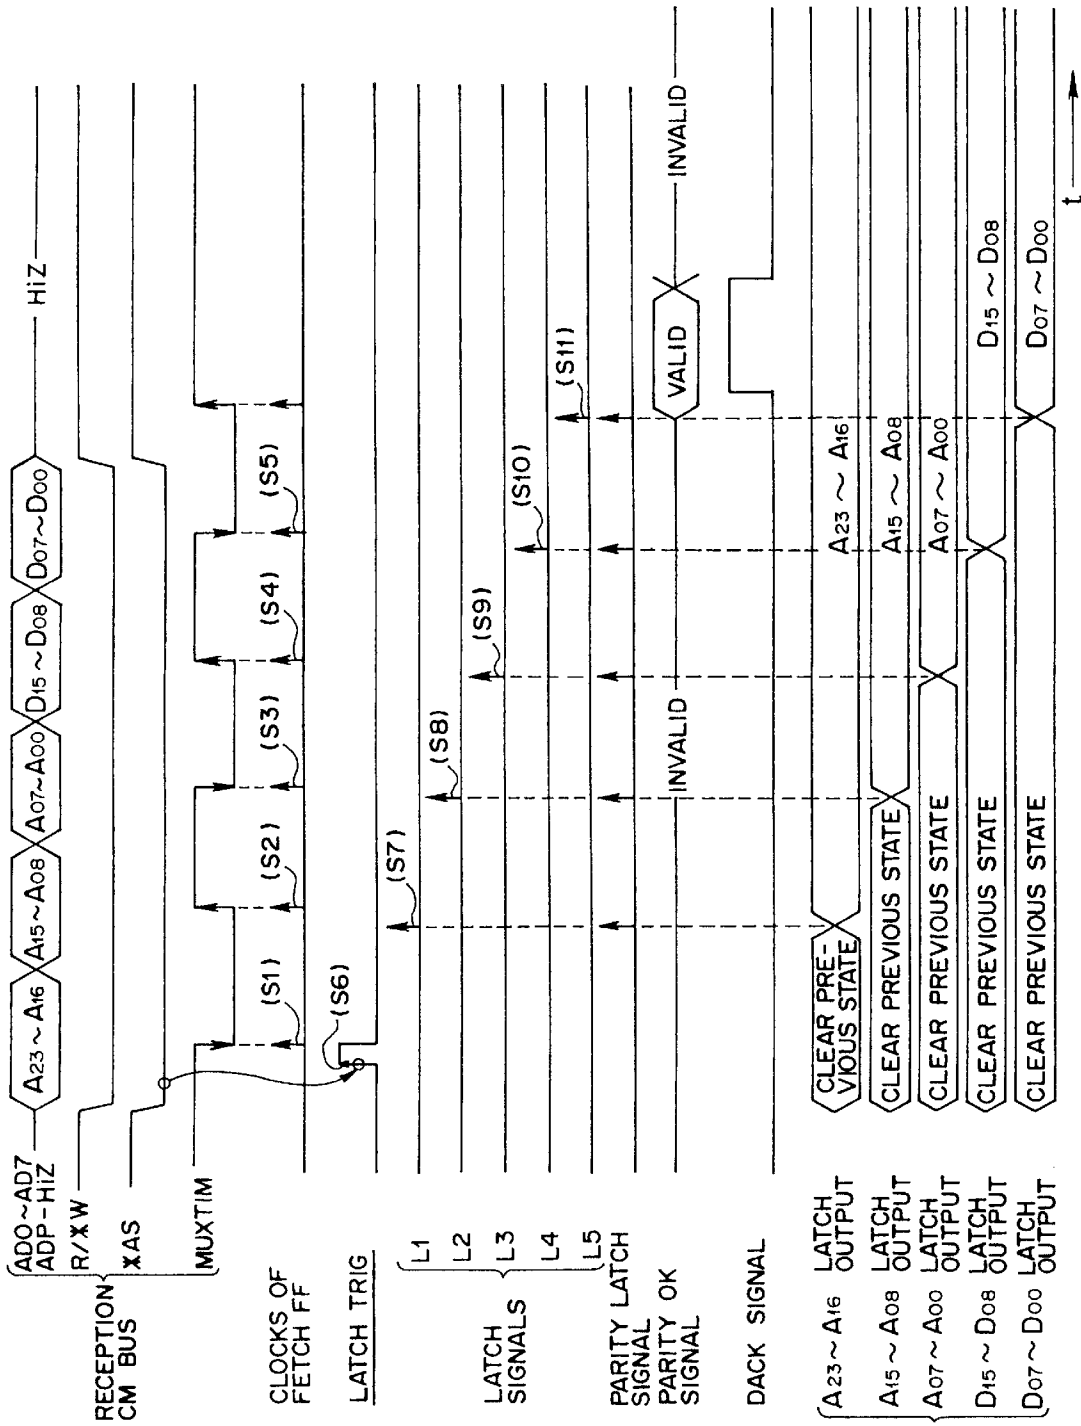 RECEPTION
CM BUS
AD0~AD7
ADP-HiZ
A23~A16
A15~A08
A07~A00
D15~D08
D07~D00
HiZ
R/XW
XAS
MUXTIM
CLOCKS OF
FETCH FF
(S1)
(S2)
(S3)
(S4)
(S5)
LATCH TRIG
(S6)
LATCH
SIGNALS
L1
(S7)
L2
(S8)
L3
(S9)
L4
(S10)
L5
(S11)
PARITY LATCH
SIGNAL
PARITY OK
SIGNAL
INVALID
VALID
INVALID
DACK SIGNAL
A23~A16 LATCH
OUTPUT
CLEAR PRE-
VIOUS STATE
A23~A16
A15~A08 LATCH
OUTPUT
CLEAR PREVIOUS STATE
A15~A08
A07~A00 LATCH
OUTPUT
CLEAR PREVIOUS STATE
A07~A00
D15~D08 LATCH
OUTPUT
CLEAR PREVIOUS STATE
D15~D08
D07~D00 LATCH
OUTPUT
CLEAR PREVIOUS STATE
D07~D00
t